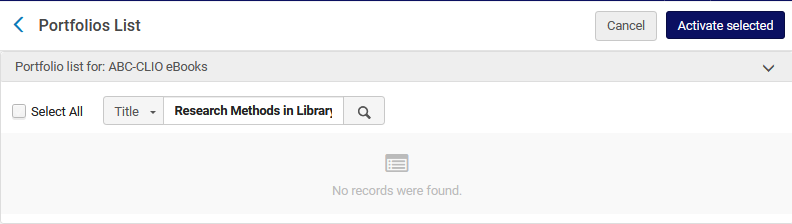 Portfolios List
Cancel
Activate selected
Portfolio list for: ABC-CLIO eBooks
Select All
Title
Research Methods in Library
No records were found.